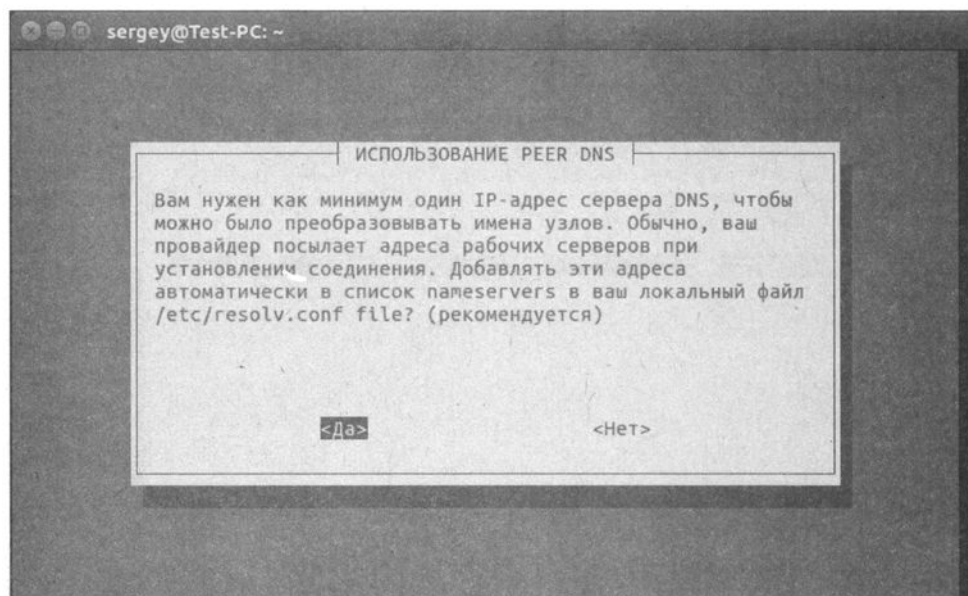 sergey@Test-PC: ~
ИСПОЛЬЗОВАНИЕ PEER DNS
Вам нужен как минимум один IP-адрес сервера DNS, чтобы
можно было преобразовывать имена узлов. Обычно, ваш
провайдер посылает адреса рабочих серверов при
установлении соединения. Добавлять эти адреса
автоматически в список nameservers в ваш локальный файл
/etc/resolv.conf file? (рекомендуется)
<Да> <Нет>